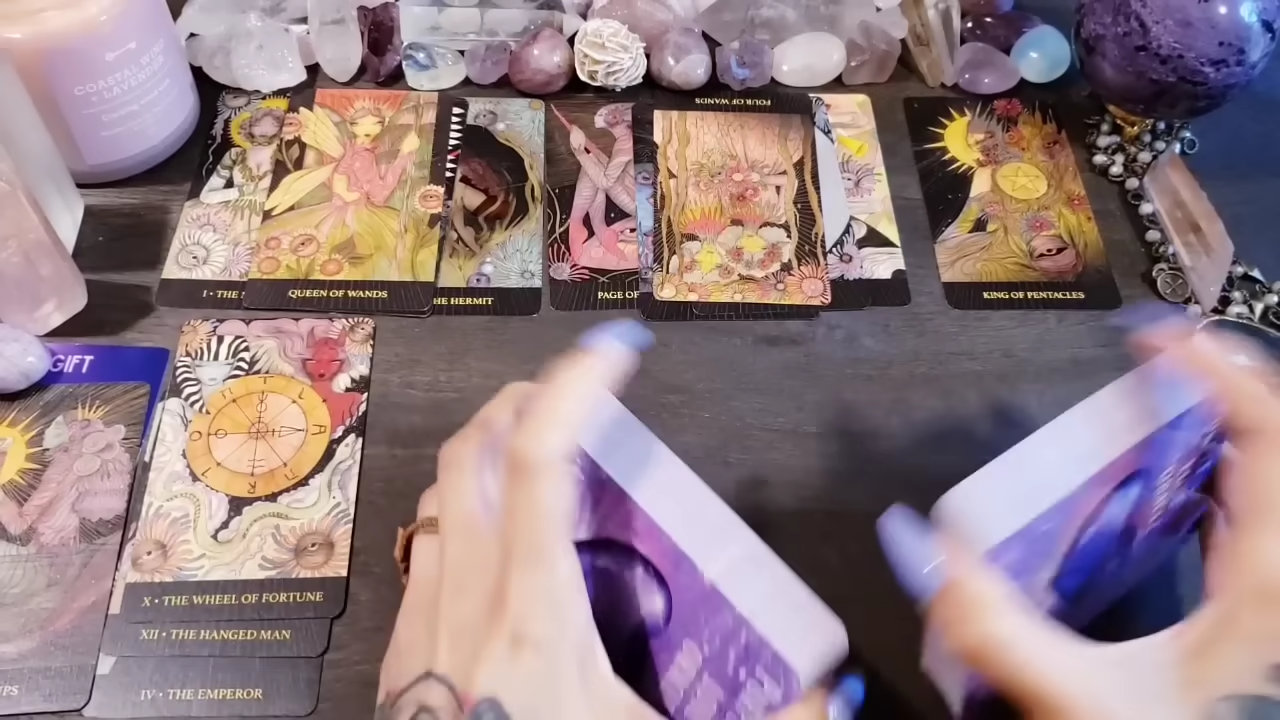 COASTAL WIND
+ LAVENDER
FOUR OF WANDS
I • THE
QUEEN OF WANDS
HE HERMIT
PAGE OF
KING OF PENTACLES
GIFT
X • THE WHEEL OF FORTUNE
XII • THE HANGED MAN
IV • THE EMPEROR
UPS